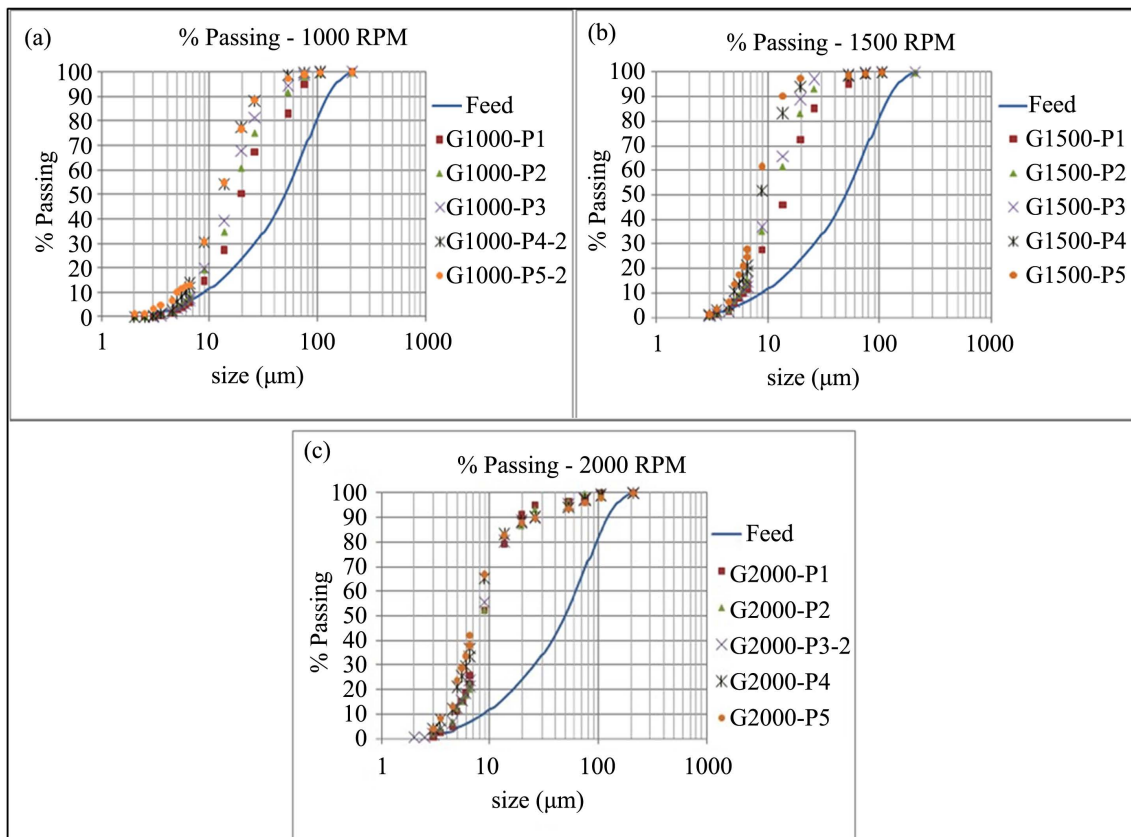 (a)
% Passing - 1000 RPM
100
90
80
70
60
50
40
30
20
10
0
% Passing
1
10
100
1000
size (μm)
Feed
G1000-P1
G1000-P2
G1000-P3
G1000-P4-2
G1000-P5-2
(b)
% Passing - 1500 RPM
100
90
80
70
60
50
40
30
20
10
0
% Passing
1
10
100
1000
size (μm)
Feed
G1500-P1
G1500-P2
G1500-P3
G1500-P4
G1500-P5
(c)
% Passing - 2000 RPM
100
90
80
70
60
50
40
30
20
10
0
% Passing
1
10
100
1000
size (μm)
Feed
G2000-P1
G2000-P2
G2000-P3-2
G2000-P4
G2000-P5